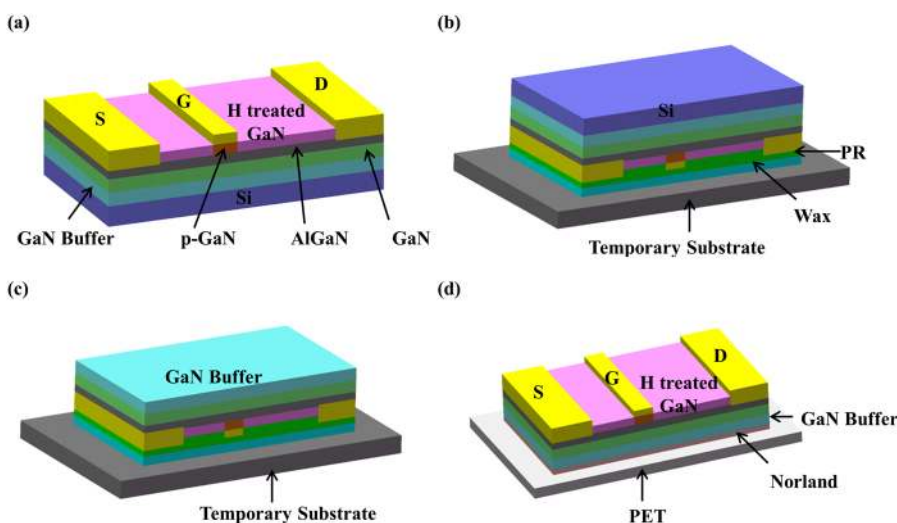 (a)
S
G
D
H treated
GaN
Si
GaN Buffer
p-GaN
AlGaN
GaN
(b)
Si
PR
Wax
Temporary Substrate
(c)
GaN Buffer
Temporary Substrate
(d)
S
G
D
H treated
GaN
GaN Buffer
Norland
PET